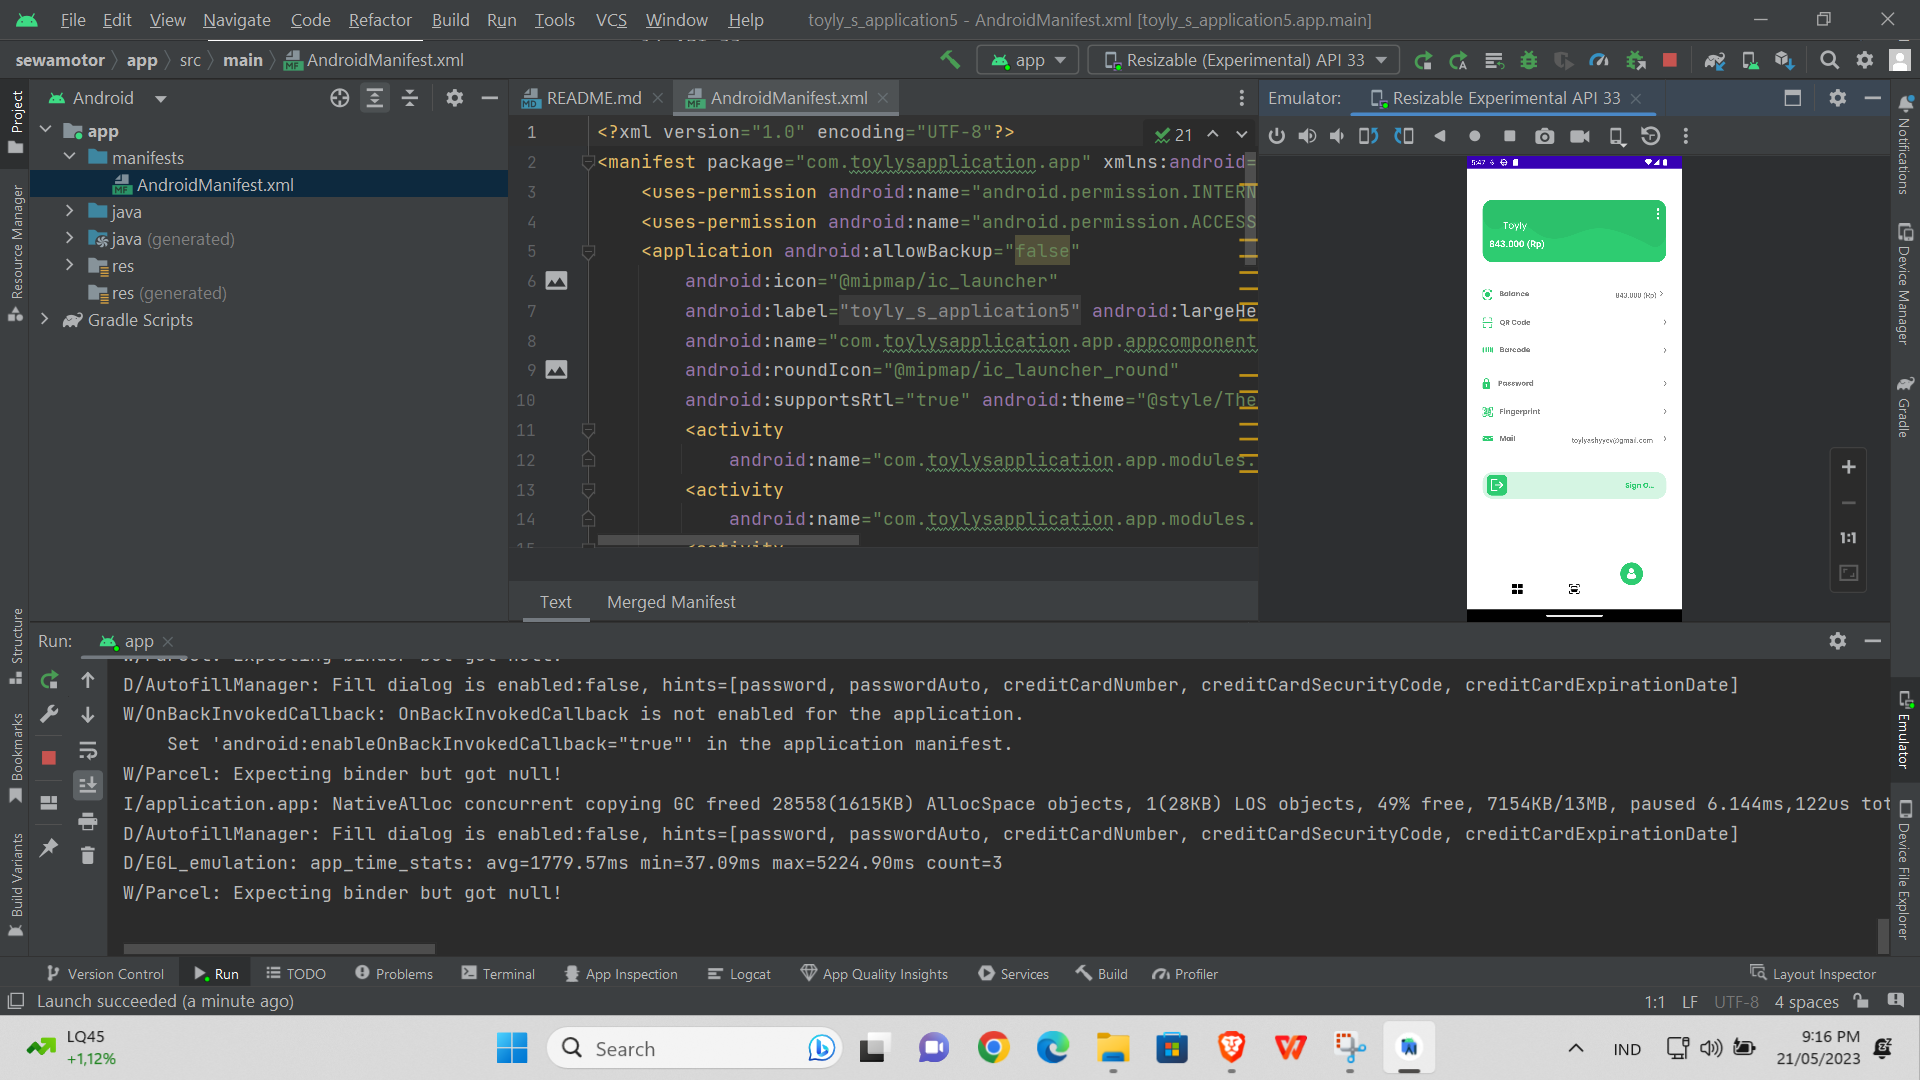 File Edit View Navigate Code Refactor Build Run Tools VCS Window Help toyly_s_application5 - AndroidManifest.xml [toyly_s_application5.app.main]
sewamotor app src main AndroidManifest.xml app Resizable (Experimental) API 33
Project Android README.md AndroidManifest.xml Emulator: Resizable Experimental API 33 Notifications
app
manifests
AndroidManifest.xml
java
java (generated)
res
res (generated)
Gradle Scripts
Resource Manager
21
1 <?xml version="1.0" encoding="UTF-8"?>
2 <manifest package="com.toylysapplication.app" xmlns:android=
3 <uses-permission android:name="android.permission.INTERN
4 <uses-permission android:name="android.permission.ACCESS
5 <application android:allowBackup="false"
6 android:icon="@mipmap/ic_launcher"
7 android:label="toyly_s_application5" android:largeHe
8 android:name="com.toylysapplication.app.appcomponent
9 android:roundIcon="@mipmap/ic_launcher_round"
10 android:supportsRtl="true" android:theme="@style/The
11 <activity
12 android:name="com.toylysapplication.app.modules.
13 <activity
14 android:name="com.toylysapplication.app.modules.
15 <activity
Text Merged Manifest
5:47
Toyly
843.000 (Rp)
Balance 843.000 (Rp)
QR Code
Barcode
Password
Fingerprint
Mail
Sign O...
1:1
Device Manager
Gradle
Emulator
Device File Explorer
Structure
Bookmarks
Build Variants
Run: app
W/Parcel: Expecting binder but got null!
D/AutofillManager: Fill dialog is enabled:false, hints=[password, passwordAuto, creditCardNumber, creditCardSecurityCode, creditCardExpirationDate]
W/OnBackInvokedCallback: OnBackInvokedCallback is not enabled for the application.
Set 'android:enableOnBackInvokedCallback="true"' in the application manifest.
W/Parcel: Expecting binder but got null!
I/application.app: NativeAlloc concurrent copying GC freed 28558(1615KB) AllocSpace objects, 1(28KB) LOS objects, 49% free, 7154KB/13MB, paused 6.144ms,122us tot
D/AutofillManager: Fill dialog is enabled:false, hints=[password, passwordAuto, creditCardNumber, creditCardSecurityCode, creditCardExpirationDate]
D/EGL_emulation: app_time_stats: avg=1779.57ms min=37.09ms max=5224.90ms count=3
W/Parcel: Expecting binder but got null!
Version Control Run TODO Problems Terminal App Inspection Logcat App Quality Insights Services Build Profiler Layout Inspector
Launch succeeded (a minute ago) 1:1 LF UTF-8 4 spaces
LQ45
+1,12%
Search
IND
9:16 PM
21/05/2023